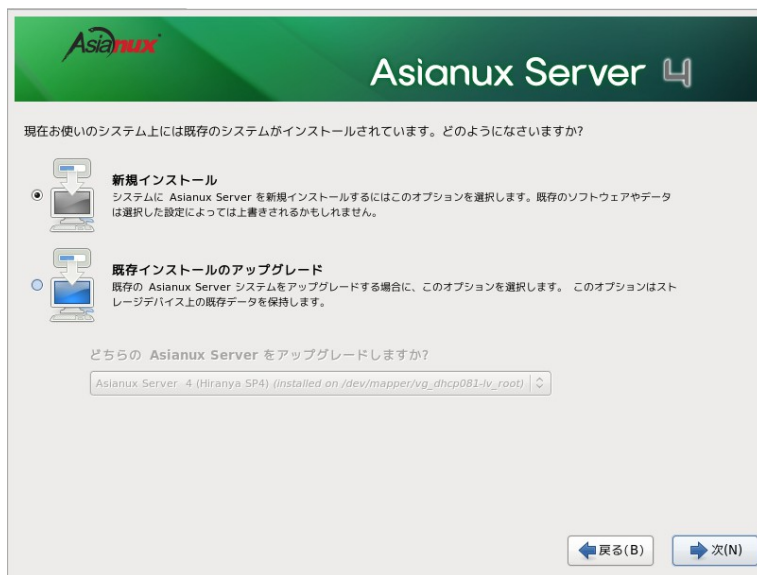 Asianux
Asianux Server 4
現在お使いのシステム上には既存のシステムがインストールされています。どのようになさいますか?
新規インストール
システムに Asianux Server を新規インストールするにはこのオプションを選択します。既存のソフトウェアやデータ
は選択した設定によっては上書きされるかもしれません。
既存インストールのアップグレード
既存の Asianux Server システムをアップグレードする場合に、このオプションを選択します。 このオプションはスト
レージデバイス上の既存データを保持します。
どちらの Asianux Server をアップグレードしますか?
Asianux Server 4 (Hiranya SP4) (installed on /dev/mapper/vg_dhcp081-lv_root)
戻る(B)
次(N)